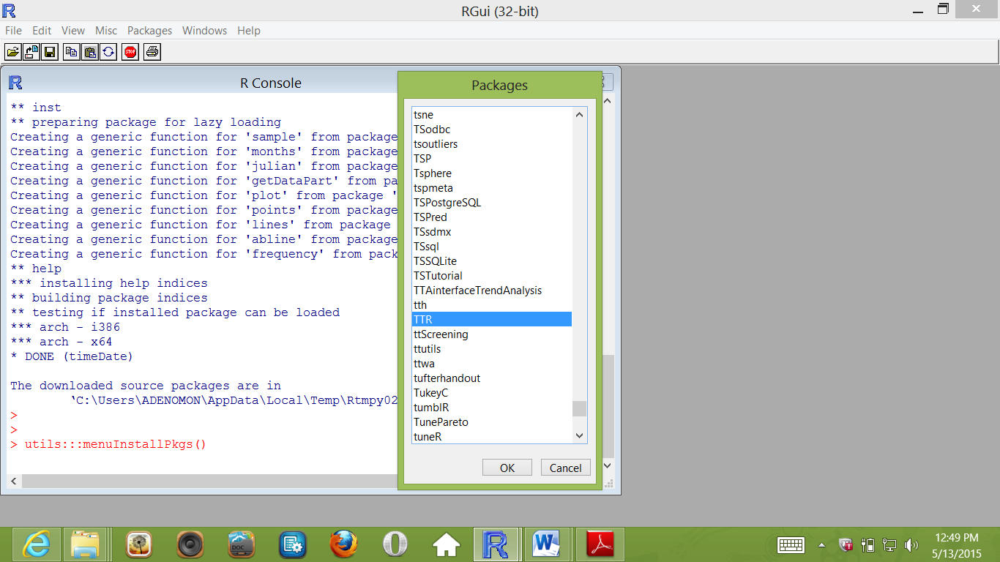 RGui (32-bit)
File Edit View Misc Packages Windows Help
STOP
R Console
** inst
** preparing package for lazy loading
Creating a generic function for 'sample' from package
Creating a generic function for 'months' from package
Creating a generic function for 'julian' from package
Creating a generic function for 'getDataPart' from pa
Creating a generic function for 'plot' from package '
Creating a generic function for 'points' from package
Creating a generic function for 'lines' from package
Creating a generic function for 'abline' from package
Creating a generic function for 'frequency' from pack
** help
*** installing help indices
** building package indices
** testing if installed package can be loaded
*** arch - i386
*** arch - x64
* DONE (timeDate)
The downloaded source packages are in
‘C:\Users\ADENOMON\AppData\Local\Temp\Rtmpy02
>
>
> utils:::menuInstallPkgs()
Packages
tsne
TSodbc
tsoutliers
TSP
Tsphere
tspmeta
TSPostgreSQL
TSPred
TSsdmx
TSsql
TSSQLite
TSTutorial
TTAinterfaceTrendAnalysis
tth
TTR
ttScreening
ttutils
ttwa
tufterhandout
TukeyC
tumblR
TunePareto
tuneR
OK Cancel
DOC
12:49 PM
5/13/2015